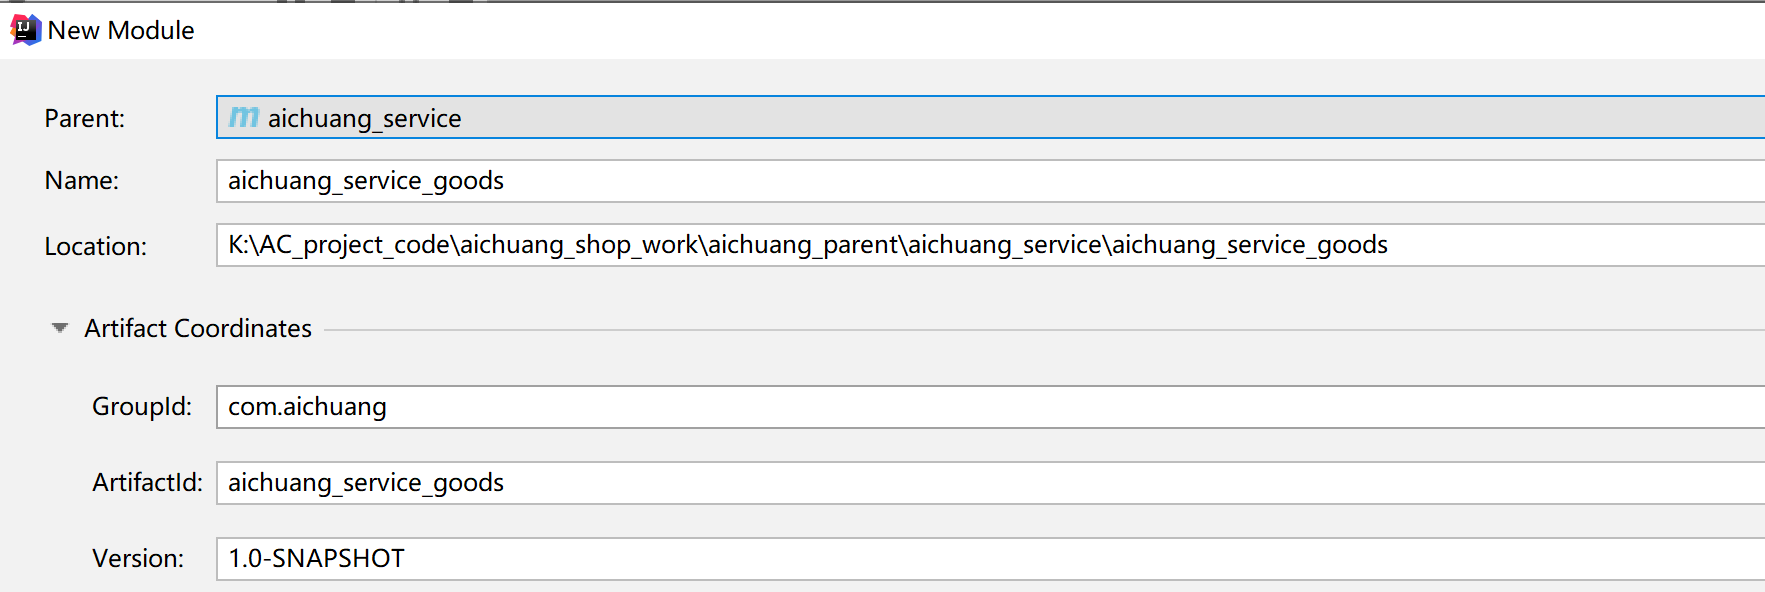 New Module
Parent: m aichuang_service
Name: aichuang_service_goods
Location: K:\AC_project_code\aichuang_shop_work\aichuang_parent\aichuang_service\aichuang_service_goods
Artifact Coordinates
GroupId: com.aichuang
ArtifactId: aichuang_service_goods
Version: 1.0-SNAPSHOT